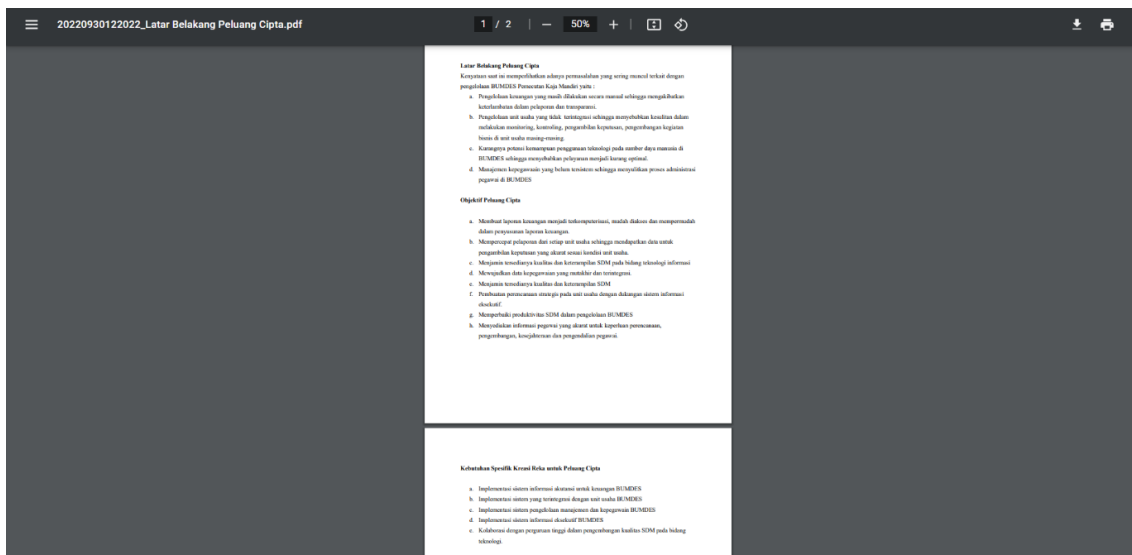 20220930122022_Latar Belakang Peluang Cipta.pdf
1 / 2
50%
Latar Belakang Peluang Cipta
Kenyataan saat ini memperlihatkan adanya permasalahan yang sering muncul terkait dengan
pengelolaan BUMDES Pemecutan Kaja Mandiri yaitu :
a. Pengelolaan keuangan yang masih dilakukan secara manual sehingga mengakibatkan
keterlambatan dalam pelaporan dan transparansi.
b. Pengelolaan unit usaha yang tidak terintegrasi sehingga menyebabkan kesulitan dalam
melakukan monitoring, kontroling, pengambilan keputusan, pengembangan kegiatan
bisnis di unit usaha masing-masing.
c. Kurangnya potensi kemampuan penggunaan teknologi pada sumber daya manusia di
BUMDES sehingga menyebabkan pelayanan menjadi kurang optimal.
d. Manajemen kepegawaain yang belum tersistem sehingga menyulitkan proses administrasi
pegawai di BUMDES
Objektif Peluang Cipta
a. Membuat laporan keuangan menjadi terkomputerisasi, mudah diakses dan mempermudah
dalam penyusunan laporan keuangan.
b. Mempercepat pelaporan dari setiap unit usaha sehingga mendapatkan data untuk
pengambilan keputusan yang akurat sesuai kondisi unit usaha.
c. Menjamin tersedianya kualitas dan keterampilan SDM pada bidang teknologi informasi
d. Mewujudkan data kepegawaian yang mutakhir dan terintegrasi.
e. Menjamin tersedianya kualitas dan keterampilan SDM
f. Pembuatan perencanaan strategis pada unit usaha dengan dukungan sistem informasi
eksekutif.
g. Memperbaiki produktivitas SDM dalam pengelolaan BUMDES
h. Menyediakan informasi pegawai yang akurat untuk keperluan perencanaan,
pengembangan, kesejahteraan dan pengendalian pegawai.
Kebutuhan Spesifik Kreasi Reka untuk Peluang Cipta
a. Implementasi sistem informasi akutansi untuk keuangan BUMDES
b. Implementasi sistem yang terintegrasi dengan unit usaha BUMDES
c. Implementasi sistem pengelolaan manajemen dan kepegawain BUMDES
d. Implementasi sistem informasi eksekutif BUMDES
e. Kolaborasi dengan perguruan tinggi dalam pengembangan kualitas SDM pada bidang
teknologi.